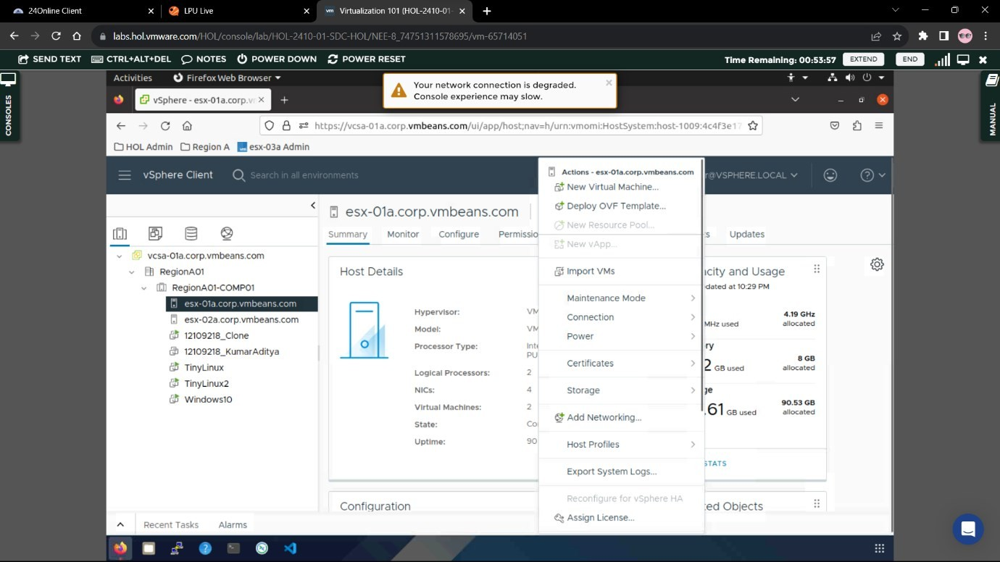 24Online Client
LPU Live
Virtualization 101 (HOL-2410-01-
labs.hol.vmware.com/HOL/console/lab/HOL-2410-01-SDC-HOL/NEE-8_74751311578695/vm-65714051
SEND TEXT
CTRL+ALT+DEL
NOTES
POWER DOWN
POWER RESET
Time Remaining: 00:53:57
EXTEND
END
CONSOLES
MANUAL
Activities
Firefox Web Browser
Your network connection is degraded.
Console experience may slow.
vSphere - esx-01a.corp.v
https://vcsa-01a.corp.vmbeans.com/ui/app/host;nav=h/urn:vmomi:HostSystem:host-1009:4c4f3e17
HOL Admin
Region A
esx-03a Admin
vSphere Client
Search in all environments
r@VSPHERE.LOCAL
esx-01a.corp.vmbeans.com
Summary
Monitor
Configure
Permissio
ts
Updates
vcsa-01a.corp.vmbeans.com
RegionA01
RegionA01-COMP01
esx-01a.corp.vmbeans.com
esx-02a.corp.vmbeans.com
12109218_Clone
12109218_KumarAditya
TinyLinux
TinyLinux2
Windows10
Host Details
Hypervisor: VM
Model: VM
Processor Type: Inte
PU
Logical Processors: 2
NICs: 4
Virtual Machines: 2
State: Co
Uptime: 90
Actions - esx-01a.corp.vmbeans.com
New Virtual Machine...
Deploy OVF Template...
New Resource Pool...
New vApp...
Import VMs
Maintenance Mode
Connection
Power
Certificates
Storage
Add Networking...
Host Profiles
Export System Logs...
Reconfigure for vSphere HA
Assign License...
acity and Usage
dated at 10:29 PM
MHz used
4.19 GHz
allocated
ry
2 GB used
8 GB
allocated
ge
.61 GB used
90.53 GB
allocated
STATS
Configuration
ted Objects
Recent Tasks
Alarms